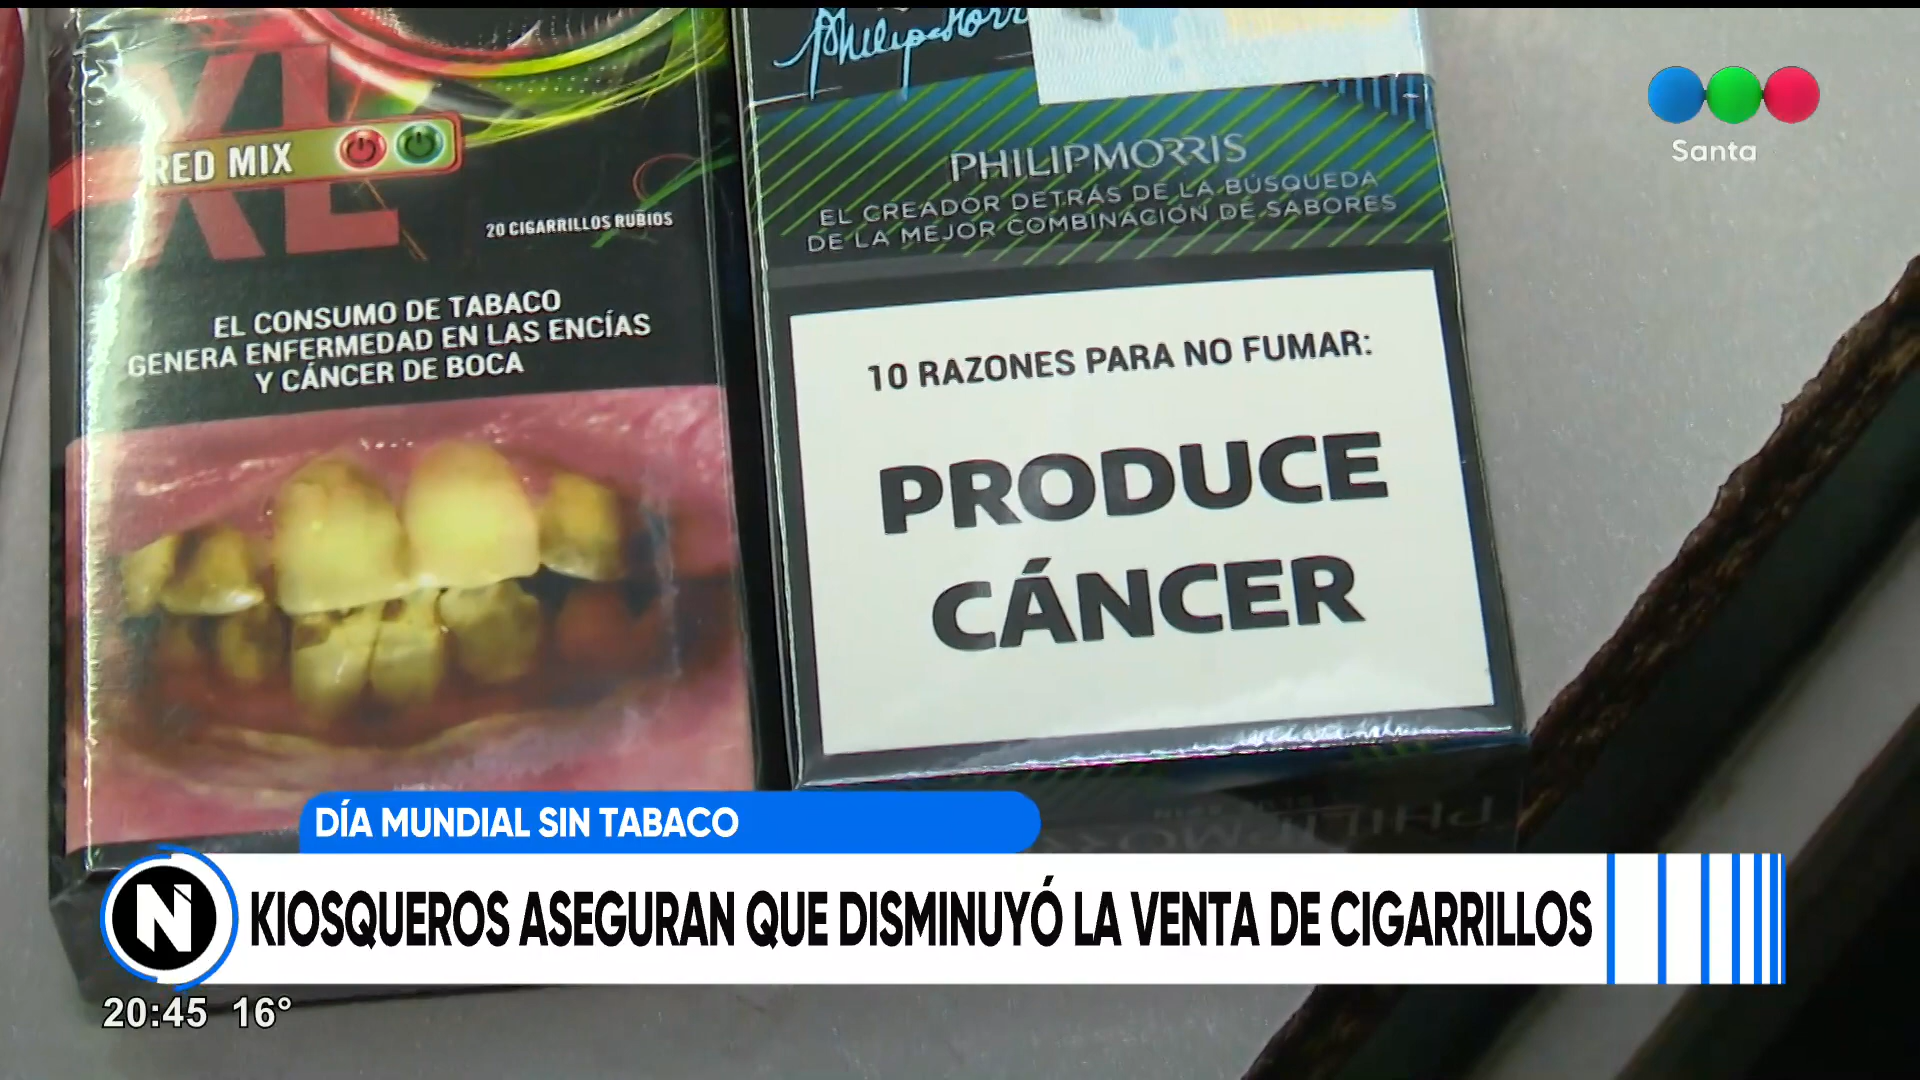 Philip Morr
XL
RED MIX
20 CIGARRILLOS RUBIOS
EL CONSUMO DE TABACO
GENERA ENFERMEDAD EN LAS ENCÍAS
Y CÁNCER DE BOCA
PHILIPMORRIS
EL CREADOR DETRÁS DE LA BÚSQUEDA
DE LA MEJOR COMBINACIÓN DE SABORES
10 RAZONES PARA NO FUMAR:
PRODUCE
CÁNCER
Santa
DÍA MUNDIAL SIN TABACO
N
KIOSQUEROS ASEGURAN QUE DISMINUYÓ LA VENTA DE CIGARRILLOS
20:45 16°